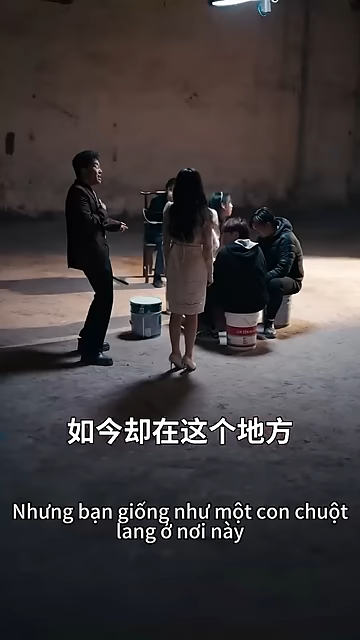 如今却在这个地方
Nhưng bạn giống như một con chuột
lang ở nơi này